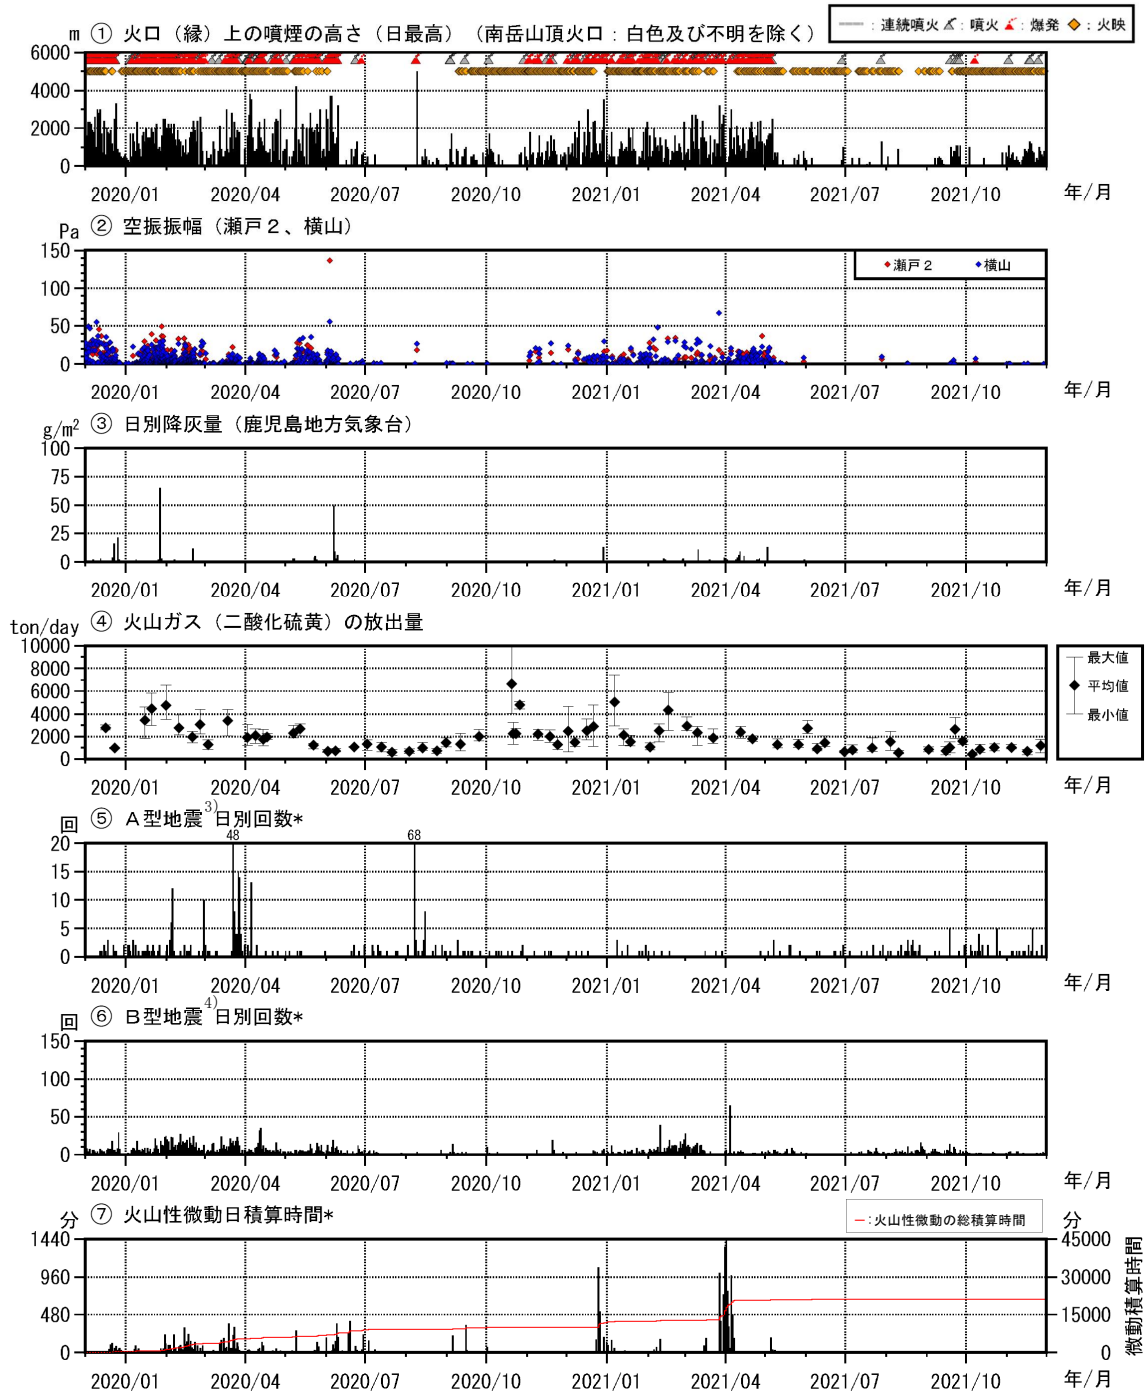 m ① 火口（縁）上の噴煙の高さ（日最高）（南岳山頂火口：白色及び不明を除く）
：連続噴火 ：噴火 ：爆発 ：火映
6000
4000
2000
0
2020/01 2020/04 2020/07 2020/10 2021/01 2021/04 2021/07 2021/10 年/月
Pa ② 空振振幅（瀬戸２、横山）
150
瀬戸２ 横山
100
50
0
2020/01 2020/04 2020/07 2020/10 2021/01 2021/04 2021/07 2021/10 年/月
g/m² ③ 日別降灰量（鹿児島地方気象台）
100
75
50
25
0
2020/01 2020/04 2020/07 2020/10 2021/01 2021/04 2021/07 2021/10 年/月
ton/day ④ 火山ガス（二酸化硫黄）の放出量
10000
8000
6000
4000
2000
0
最大値
平均値
最小値
2020/01 2020/04 2020/07 2020/10 2021/01 2021/04 2021/07 2021/10 年/月
回 ⑤ Ａ型地震3)日別回数*
48 68
20
15
10
5
0
2020/01 2020/04 2020/07 2020/10 2021/01 2021/04 2021/07 2021/10 年/月
回 ⑥ Ｂ型地震4)日別回数*
150
100
50
0
2020/01 2020/04 2020/07 2020/10 2021/01 2021/04 2021/07 2021/10 年/月
分 ⑦ 火山性微動日積算時間*
—:火山性微動の総積算時間 分
1440 45000
960 30000
480 15000
0 0
微動積算時間
2020/01 2020/04 2020/07 2020/10 2021/01 2021/04 2021/07 2021/10 年/月